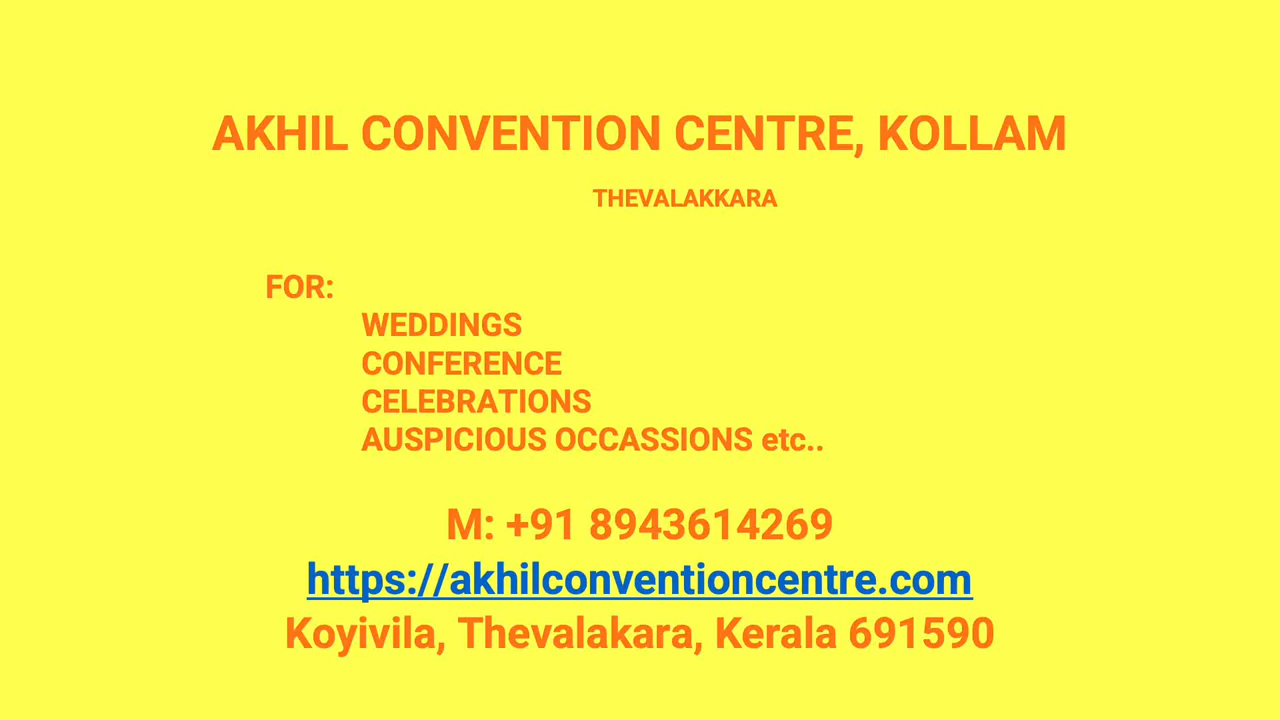 AKHIL CONVENTION CENTRE, KOLLAM
THEVALAKKARA
FOR:
WEDDINGS
CONFERENCE
CELEBRATIONS
AUSPICIOUS OCCASSIONS etc..
M: +91 8943614269
https://akhilconventioncentre.com
Koyivila, Thevalakara, Kerala 691590